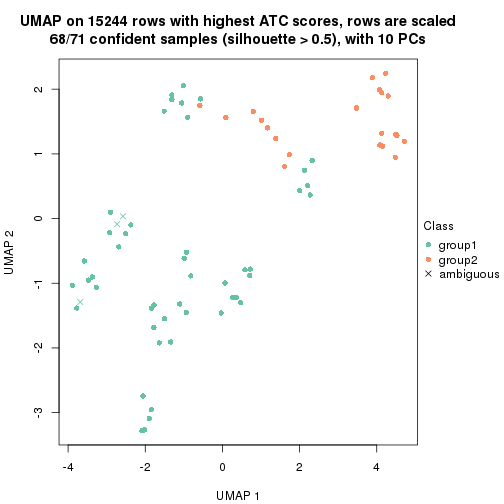 UMAP on 15244 rows with highest ATC scores, rows are scaled
68/71 confident samples (silhouette > 0.5), with 10 PCs
UMAP 2
2
1
0
-1
-2
-3
-4
-2
0
2
4
UMAP 1
Class
group1
group2
ambiguous